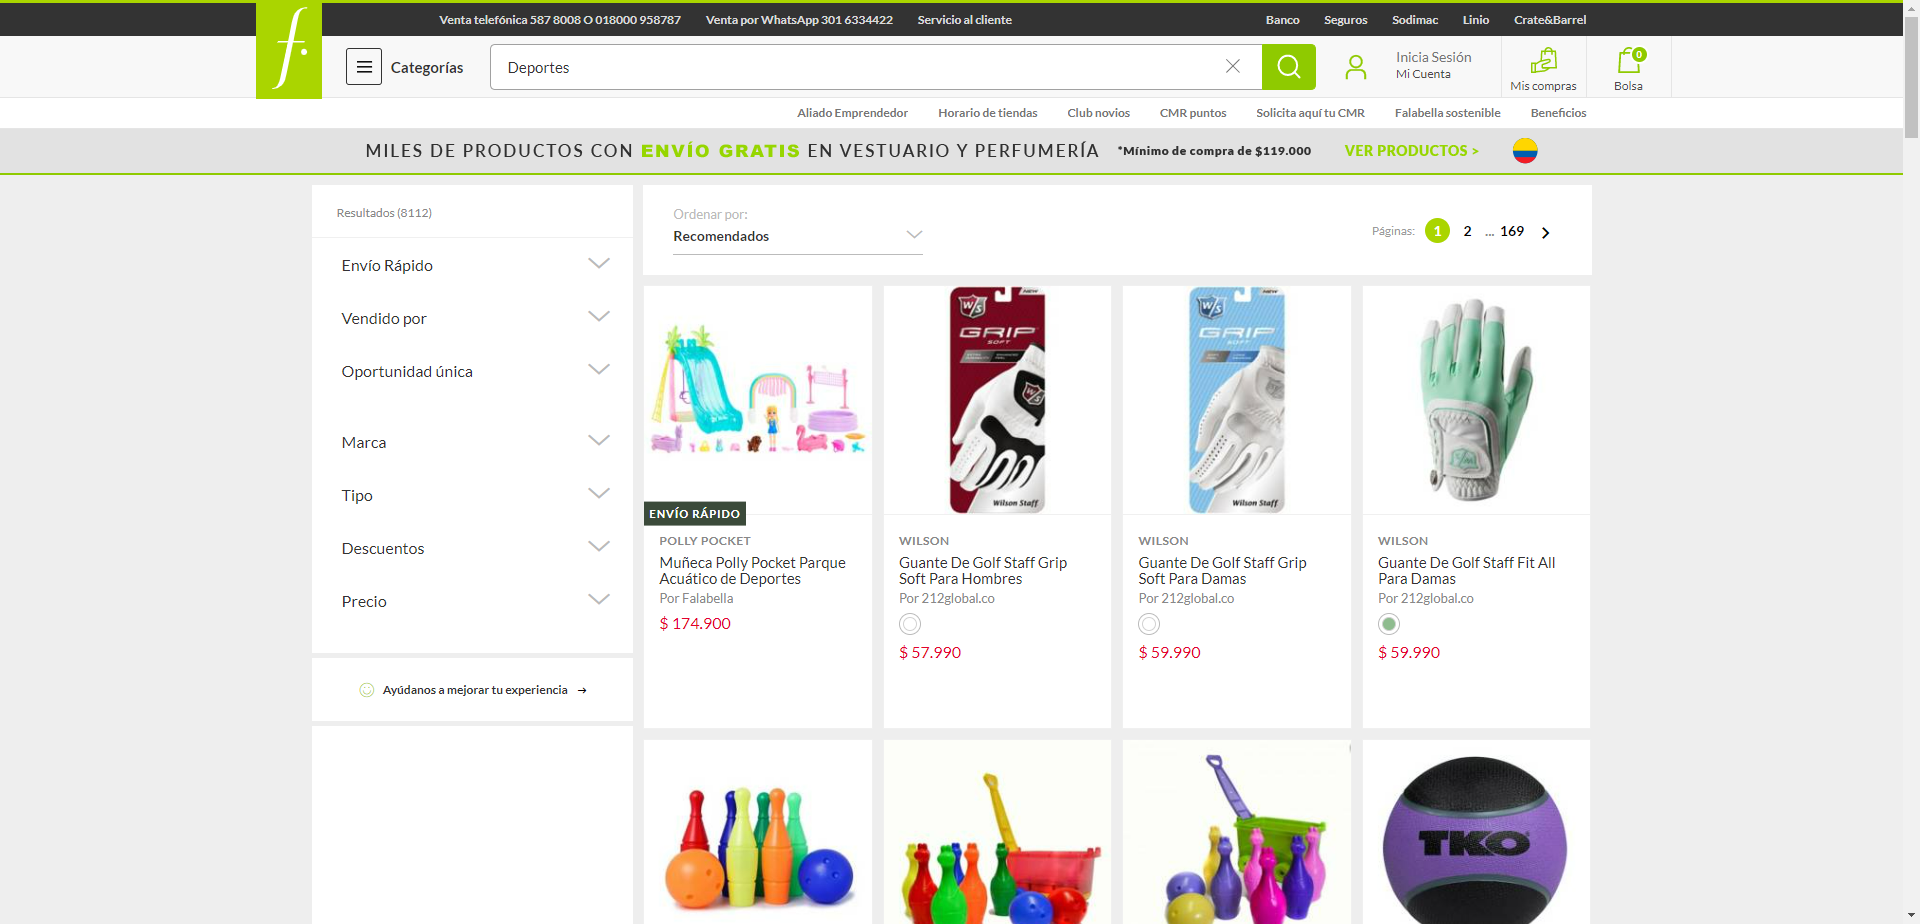 Venta telefónica 587 8008 O 018000 958787 Venta por WhatsApp 301 6334422 Servicio al cliente Banco Seguros Sodimac Linio Crate&Barrel
f.
Categorías Deportes Inicia Sesión
Mi Cuenta
Mis compras
0
Bolsa
Aliado Emprendedor Horario de tiendas Club novios CMR puntos Solicita aquí tu CMR Falabella sostenible Beneficios
MILES DE PRODUCTOS CON ENVÍO GRATIS EN VESTUARIO Y PERFUMERÍA *Mínimo de compra de $119.000 VER PRODUCTOS >
Resultados (8112)
Envío Rápido
Vendido por
Oportunidad única
Marca
Tipo
Descuentos
Precio
Ayúdanos a mejorar tu experiencia →
Ordenar por:
Recomendados
Páginas: 1 2 ... 169
ENVÍO RÁPIDO
POLLY POCKET
Muñeca Polly Pocket Parque
Acuático de Deportes
Por Falabella
$ 174.900
NEW
W/S
GRIP
SOFT
Wilson Staff
WILSON
Guante De Golf Staff Grip
Soft Para Hombres
Por 212global.co
$ 57.990
NEW
W/S
GRIP
SOFT
Wilson Staff
WILSON
Guante De Golf Staff Grip
Soft Para Damas
Por 212global.co
$ 59.990
WILSON
Guante De Golf Staff Fit All
Para Damas
Por 212global.co
$ 59.990
TKO